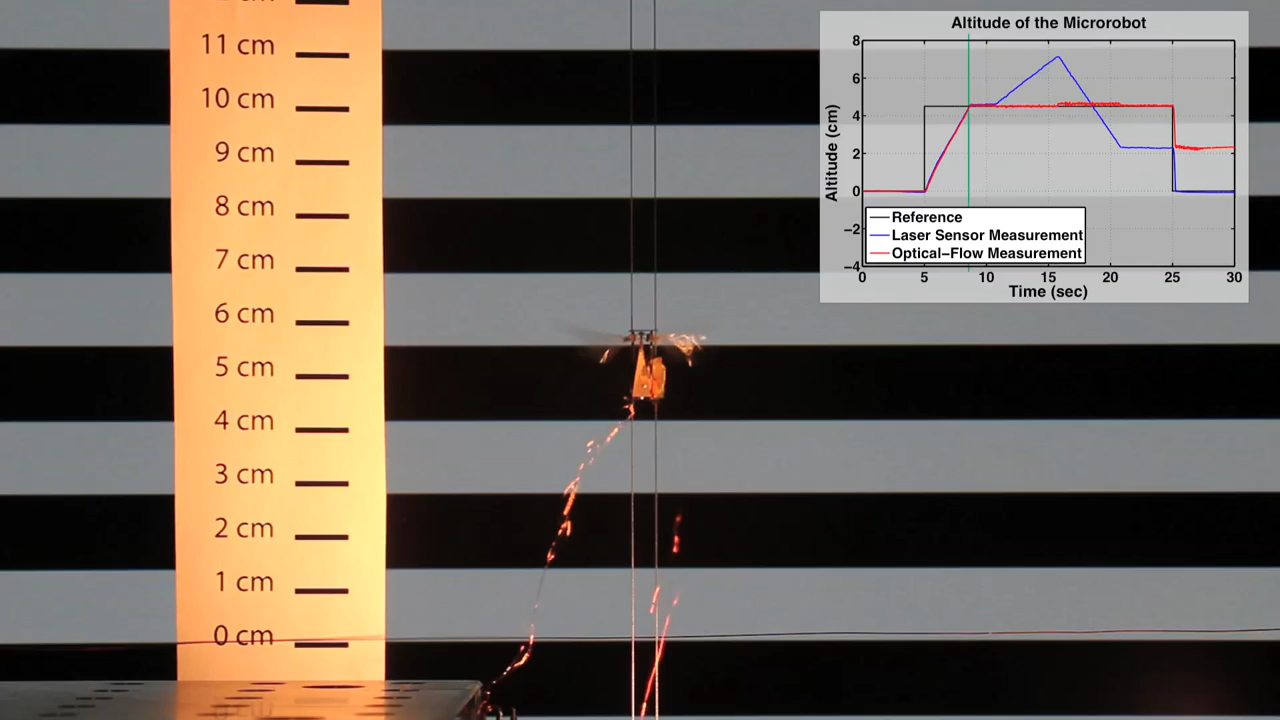 11 cm
10 cm
9 cm
8 cm
7 cm
6 cm
5 cm
4 cm
3 cm
2 cm
1 cm
0 cm
Altitude of the Microrobot
Altitude (cm)
8
6
4
2
0
−2
−4
Reference
Laser Sensor Measurement
Optical−Flow Measurement
0 5 10 15 20 25 30
Time (sec)